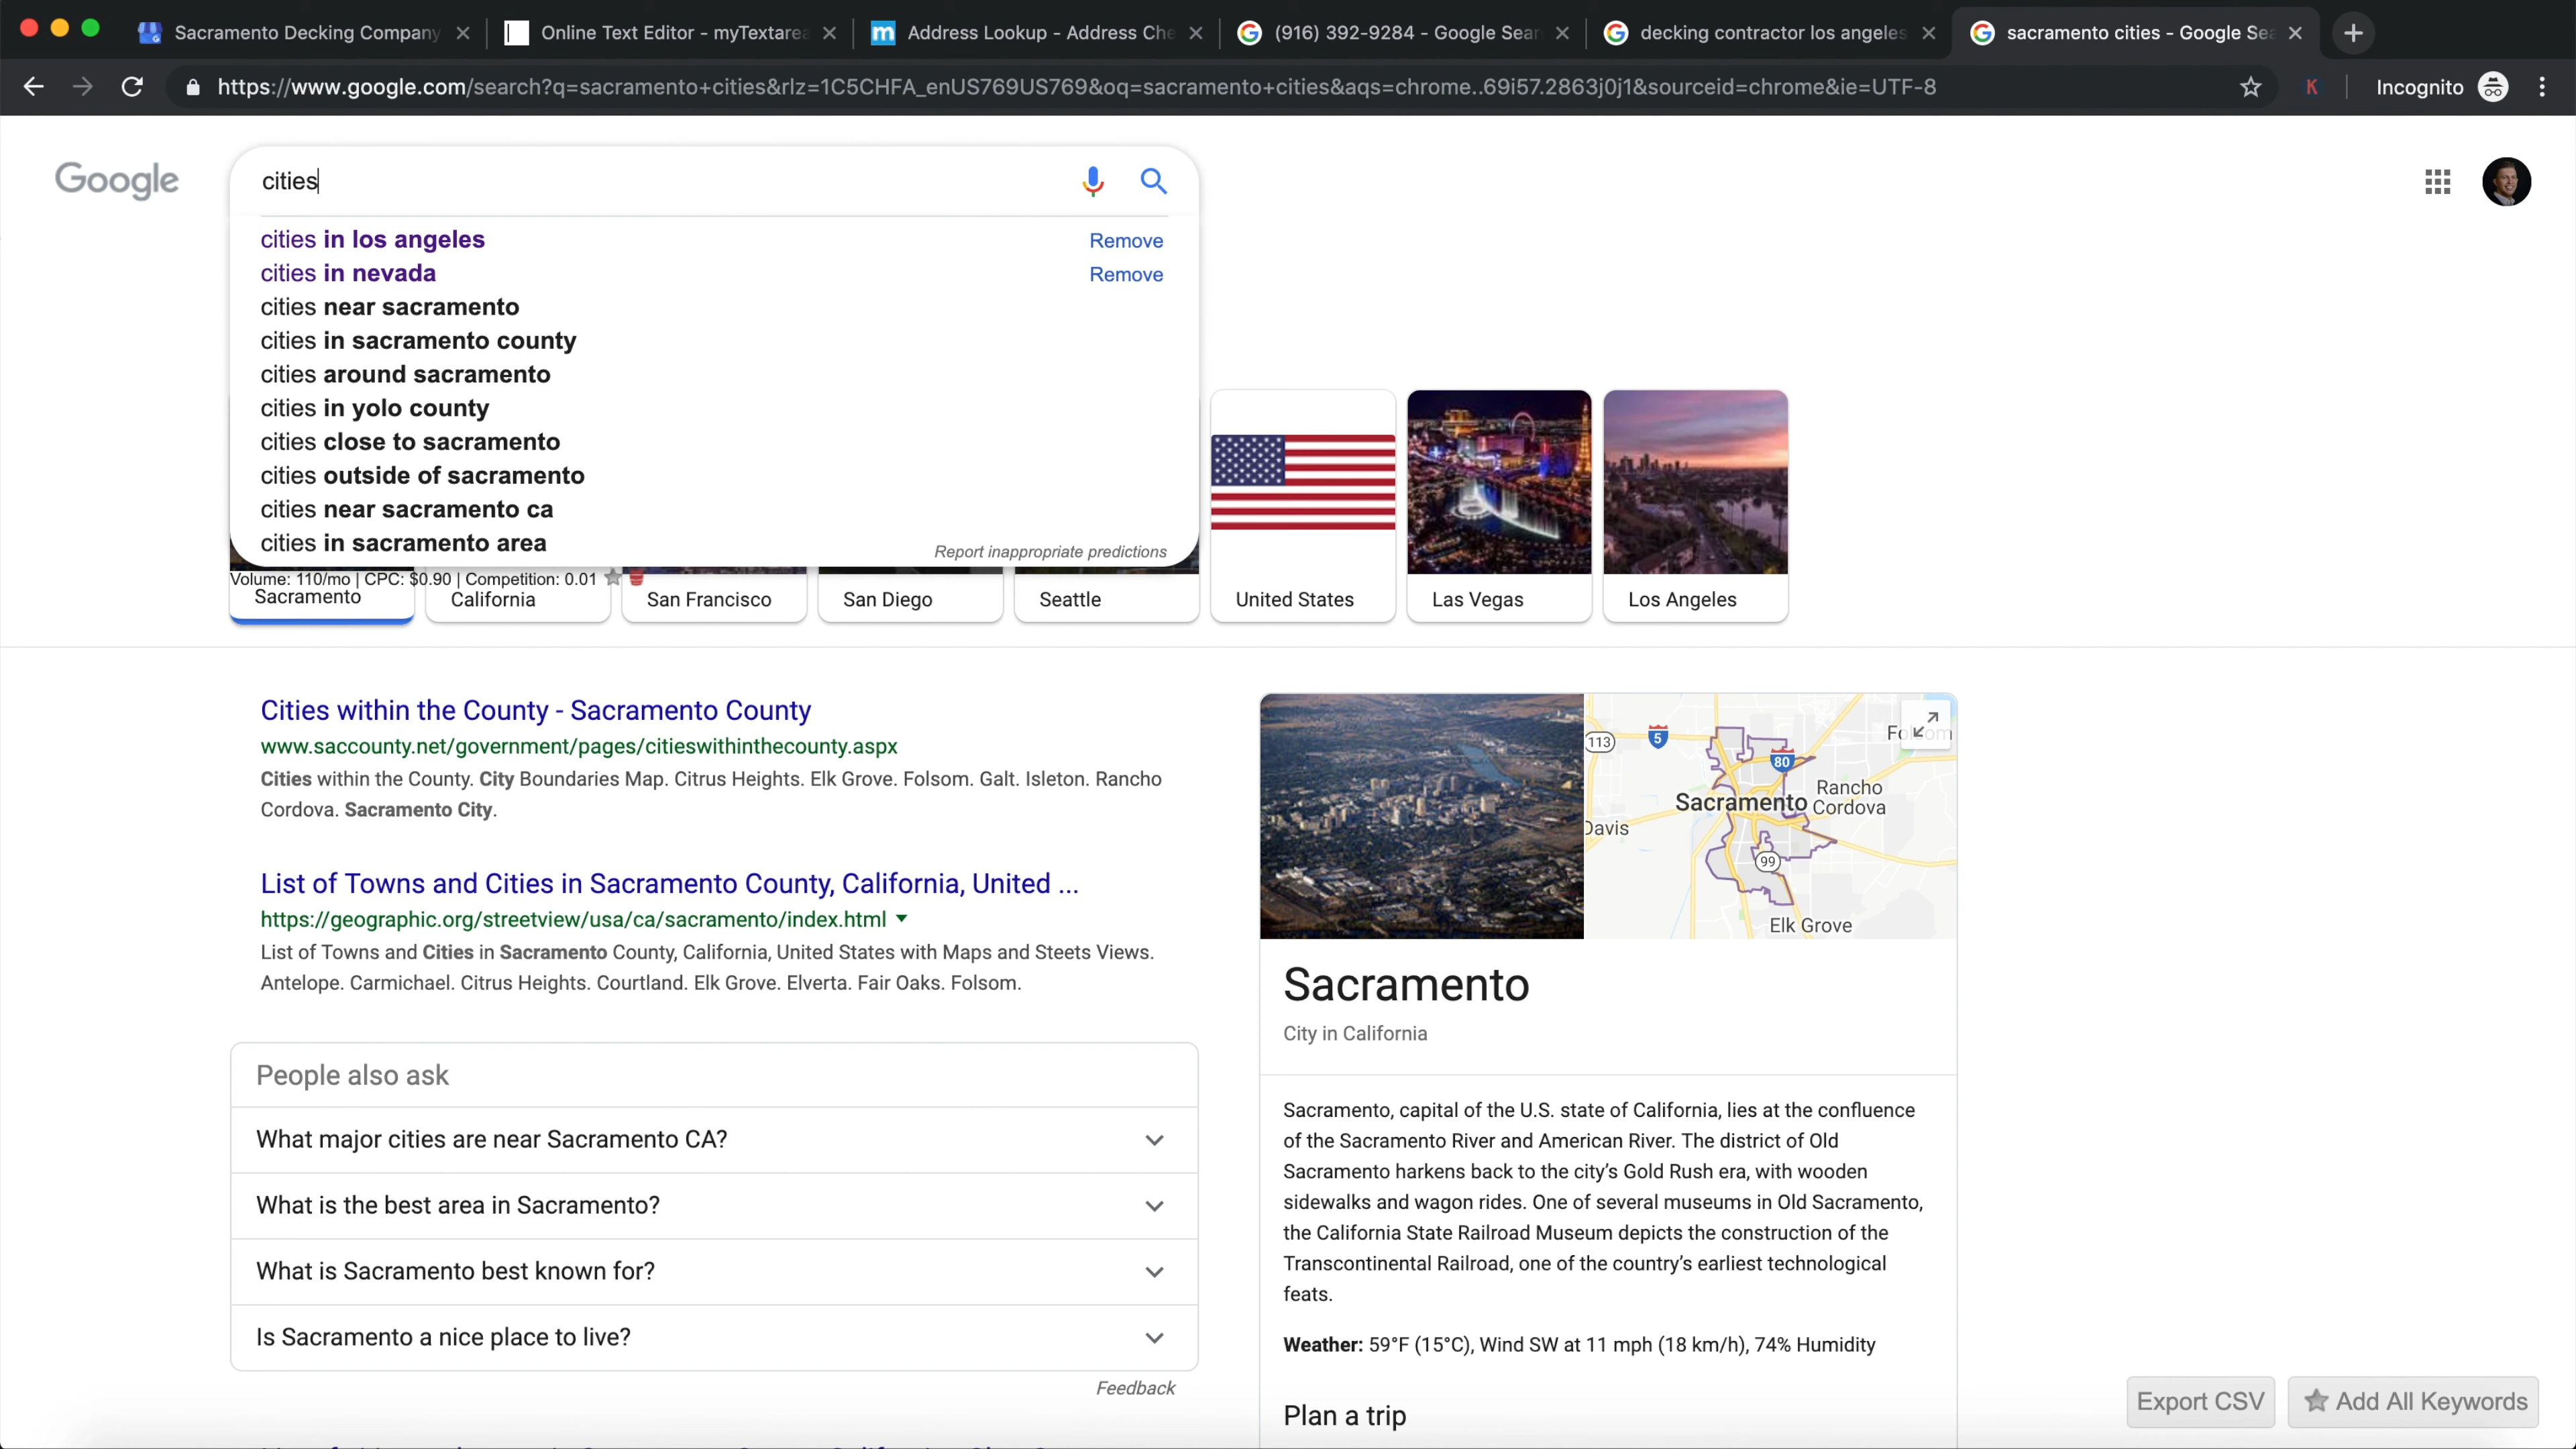 Sacramento Decking Company
Online Text Editor - myTextarea
Address Lookup - Address Che
(916) 392-9284 - Google Sear
decking contractor los angeles
sacramento cities - Google Sea
https://www.google.com/search?q=sacramento+cities&rlz=1C5CHFA_enUS769US769&oq=sacramento+cities&aqs=chrome..69i57.2863j0j1&sourceid=chrome&ie=UTF-8
K
Incognito
Google
cities
cities in los angeles
Remove
cities in nevada
Remove
cities near sacramento
cities in sacramento county
cities around sacramento
cities in yolo county
cities close to sacramento
cities outside of sacramento
cities near sacramento ca
cities in sacramento area
Report inappropriate predictions
Volume: 110/mo | CPC: $0.90 | Competition: 0.01
Sacramento
California
San Francisco
San Diego
Seattle
United States
Las Vegas
Los Angeles
Cities within the County - Sacramento County
www.saccounty.net/government/pages/citieswithinthecounty.aspx
Cities within the County. City Boundaries Map. Citrus Heights. Elk Grove. Folsom. Galt. Isleton. Rancho
Cordova. Sacramento City.
List of Towns and Cities in Sacramento County, California, United ...
https://geographic.org/streetview/usa/ca/sacramento/index.html
List of Towns and Cities in Sacramento County, California, United States with Maps and Steets Views.
Antelope. Carmichael. Citrus Heights. Courtland. Elk Grove. Elverta. Fair Oaks. Folsom.
People also ask
What major cities are near Sacramento CA?
What is the best area in Sacramento?
What is Sacramento best known for?
Is Sacramento a nice place to live?
Feedback
113
5
80
Folsom
Rancho
Cordova
Sacramento
Davis
99
Elk Grove
Sacramento
City in California
Sacramento, capital of the U.S. state of California, lies at the confluence
of the Sacramento River and American River. The district of Old
Sacramento harkens back to the city's Gold Rush era, with wooden
sidewalks and wagon rides. One of several museums in Old Sacramento,
the California State Railroad Museum depicts the construction of the
Transcontinental Railroad, one of the country's earliest technological
feats.
Weather: 59°F (15°C), Wind SW at 11 mph (18 km/h), 74% Humidity
Plan a trip
Export CSV
Add All Keywords